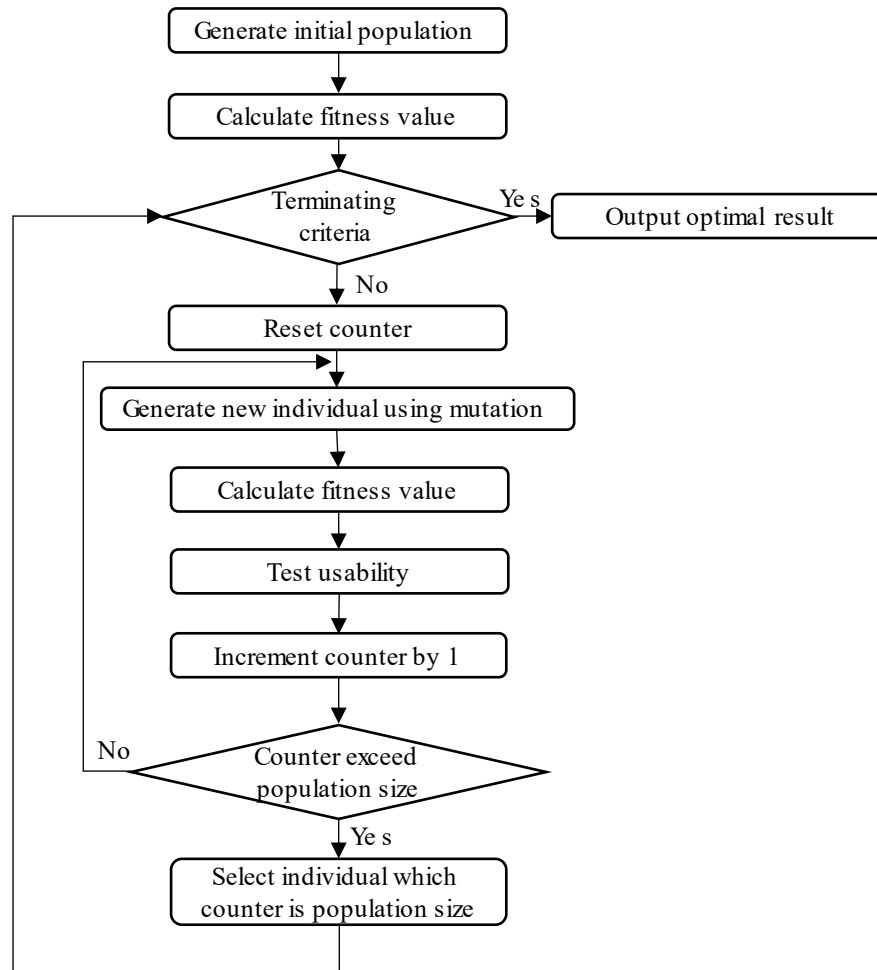 Generate initial population
Calculate fitness value
Terminating
criteria
Yes
Output optimal result
No
Reset counter
Generate new individual using mutation
Calculate fitness value
Test usability
Increment counter by 1
No
Counter exceed
population size
Yes
Select individual which
counter is population size